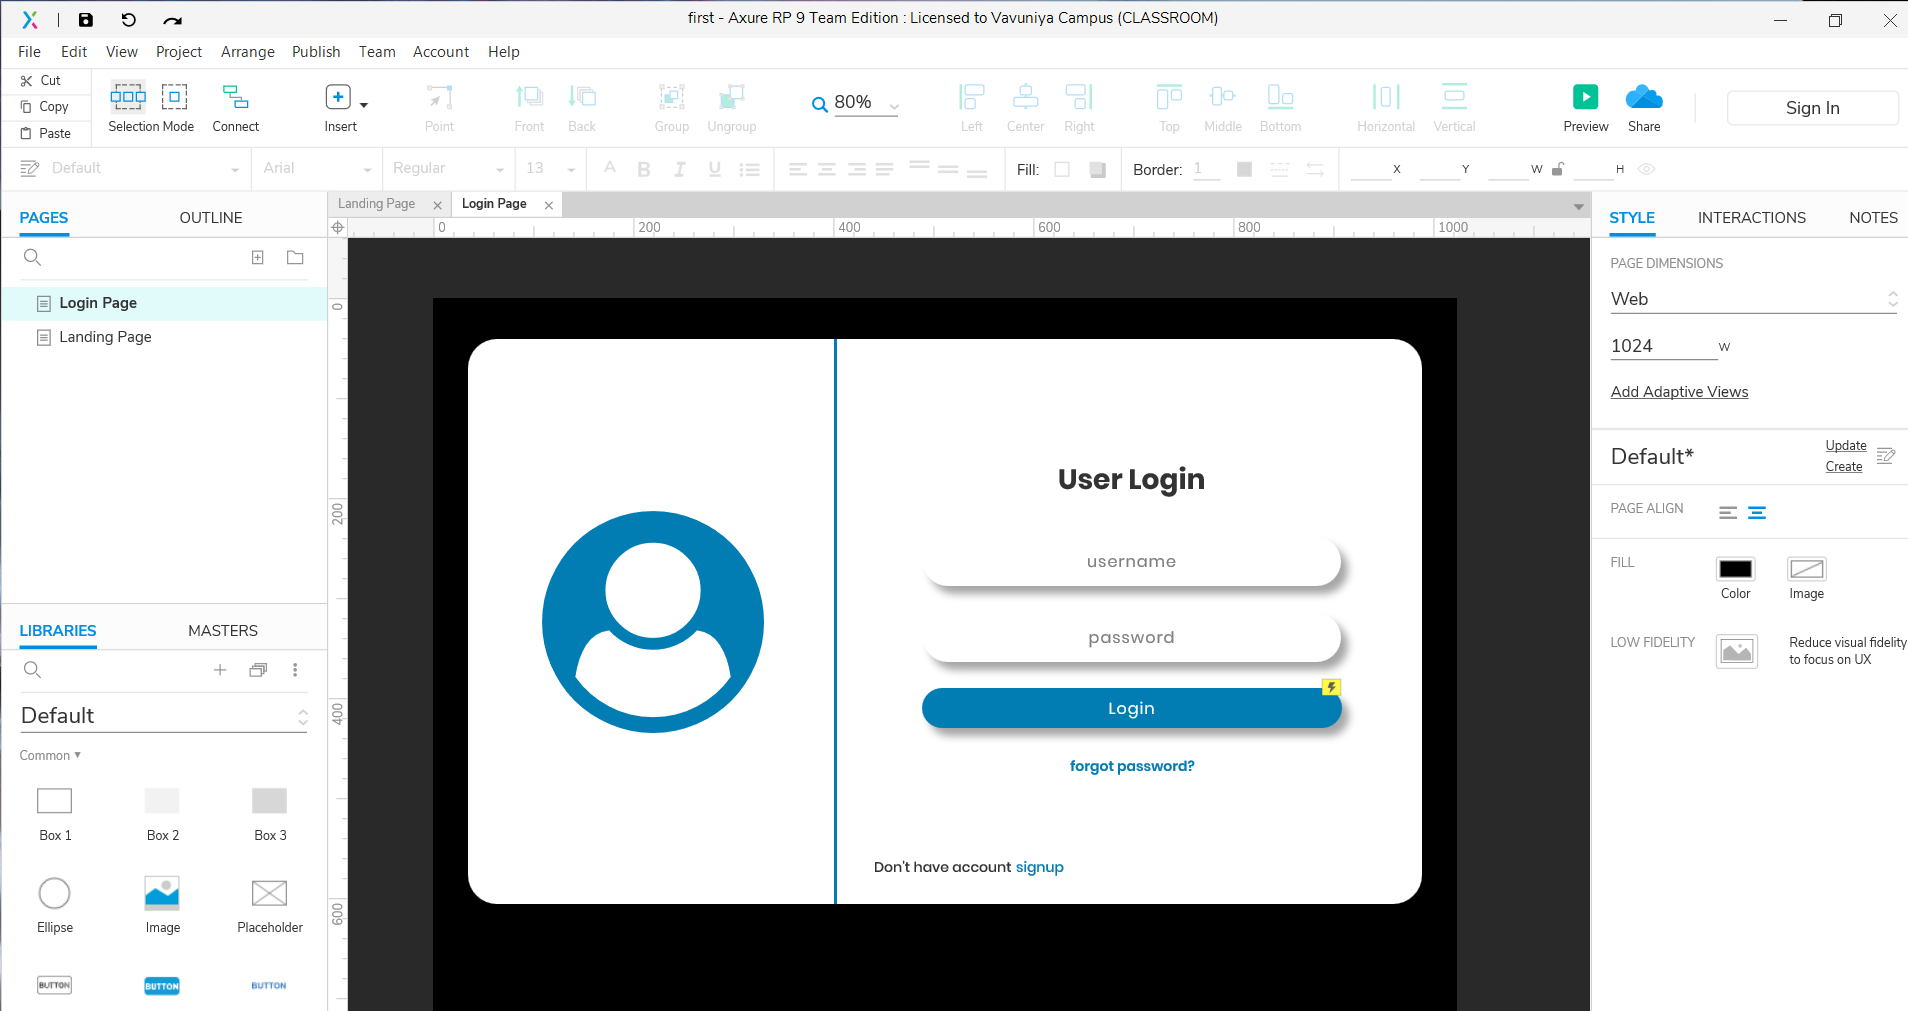 first - Axure RP 9 Team Edition : Licensed to Vavuniya Campus (CLASSROOM)
File Edit View Project Arrange Publish Team Account Help
Cut
Copy
Paste
Selection Mode Connect Insert Point Front Back Group Ungroup 80% Left Center Right Top Middle Bottom Horizontal Vertical Preview Share Sign In
Default Arial Regular 13 A B I U Fill: Border: 1 X Y W H
PAGES OUTLINE
Login Page
Landing Page
LIBRARIES MASTERS
Default
Common
Box 1 Box 2 Box 3
Ellipse Image Placeholder
BUTTON BUTTON BUTTON
Landing Page Login Page
0 200 400 600 800 1000
0
200
400
600
User Login
username
password
Login
forgot password?
Don't have account signup
STYLE INTERACTIONS NOTES
PAGE DIMENSIONS
Web
1024 W
Add Adaptive Views
Default* Update
Create
PAGE ALIGN
FILL
Color Image
LOW FIDELITY Reduce visual fidelity
to focus on UX